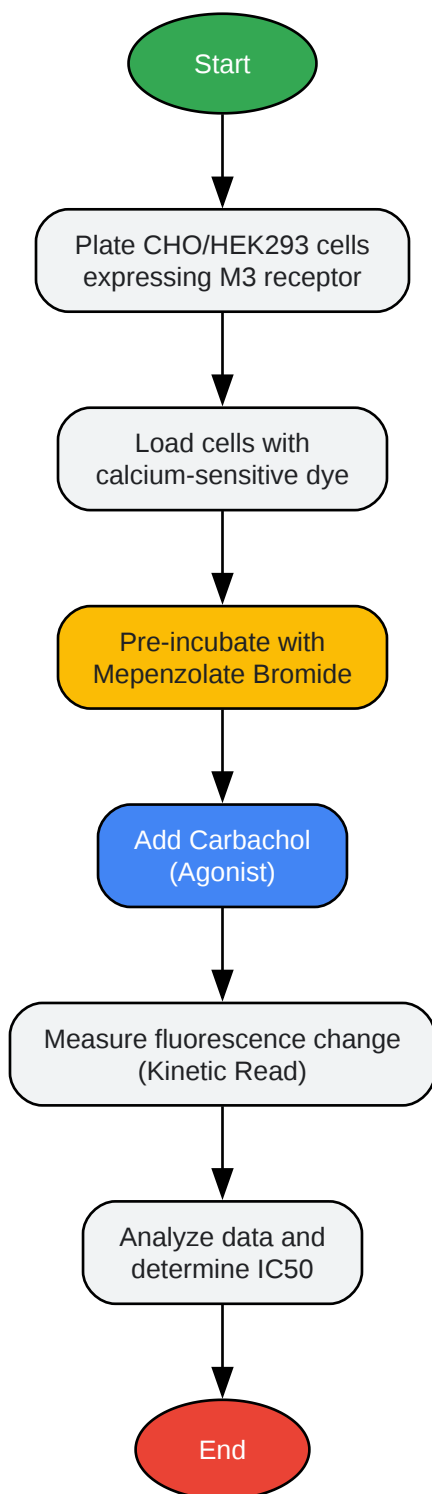 Start
Plate CHO/HEK293 cells
expressing M3 receptor
Load cells with
calcium-sensitive dye
Pre-incubate with
Mepenzolate Bromide
Add Carbachol
(Agonist)
Measure fluorescence change
(Kinetic Read)
Analyze data and
determine IC50
End